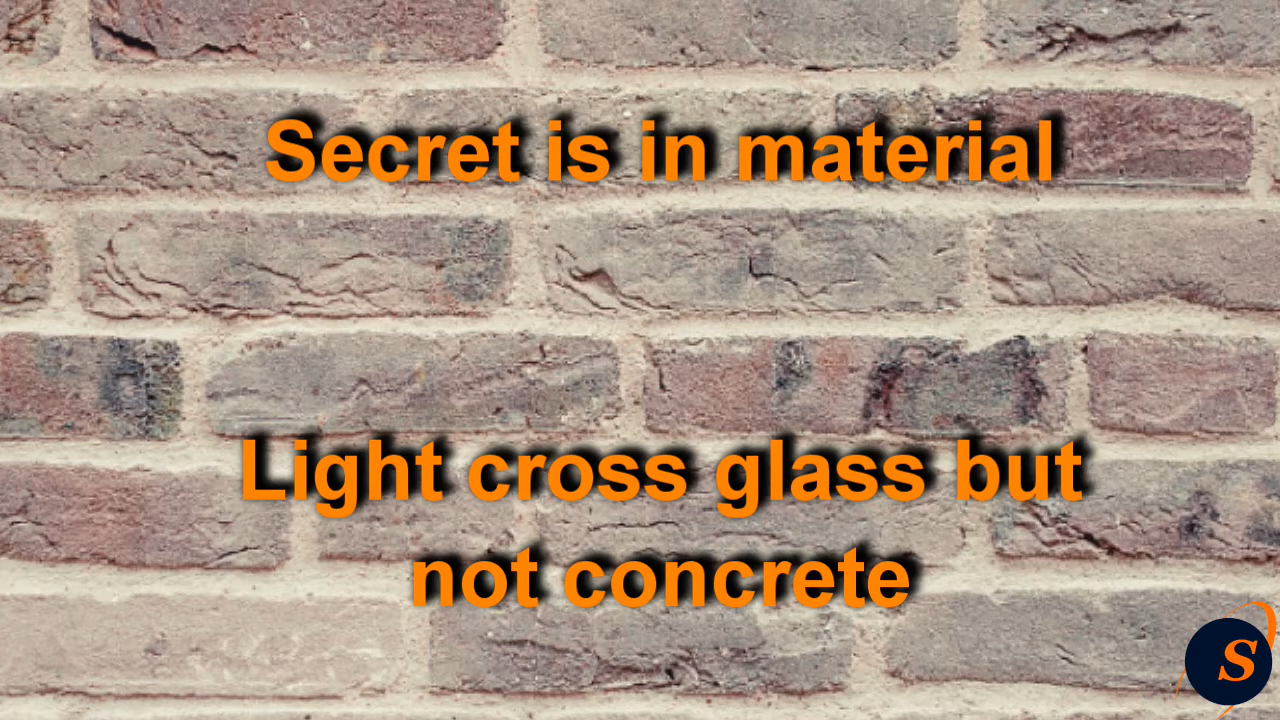 Secret is in material
Light cross glass but
not concrete
S